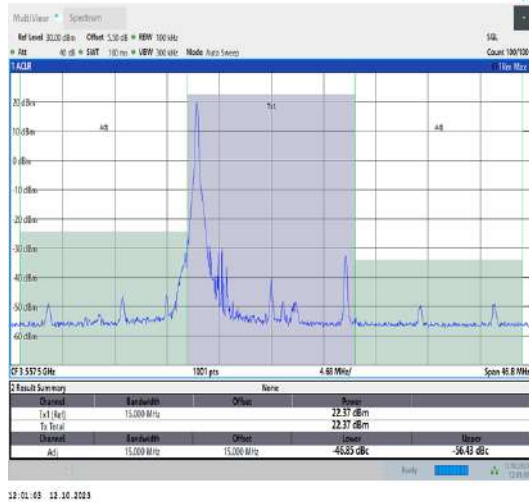 MultiView Spectrum
Ref Level 30.00 dBm Offset 5.50 dB RBW 100 kHz SGL
Att 40 dB SWT 100 ms VBW 300 kHz Mode Auto Sweep Count 100/100
1 ACLR 1Rm Max
Tx1
20 dBm
Adj Adj
10 dBm
0 dBm
-10 dBm
-20 dBm
-30 dBm
-40 dBm
-50 dBm
-60 dBm
CF 3.5575 GHz 1001 pts 4.68 MHz/ Span 46.8 MHz
2 Result Summary None
Channel Bandwidth Offset Power
Tx1 (Ref) 15.000 MHz 22.37 dBm
Tx Total 22.37 dBm
Channel Bandwidth Offset Lower Upper
Adj 15.000 MHz 15.000 MHz -46.85 dBc -56.43 dBc
Ready
12:01:03 12.10.2023